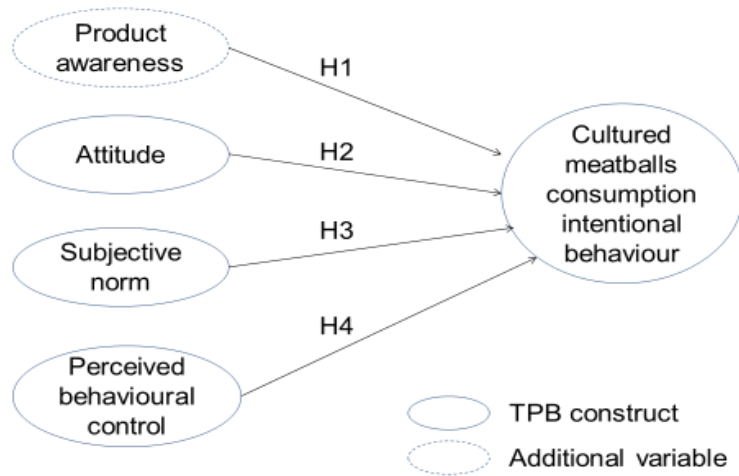 Product
awareness
H1
Attitude
H2
Subjective
norm
H3
Perceived
behavioural
control
H4
Cultured
meatballs
consumption
intentional
behaviour
TPB construct
Additional variable